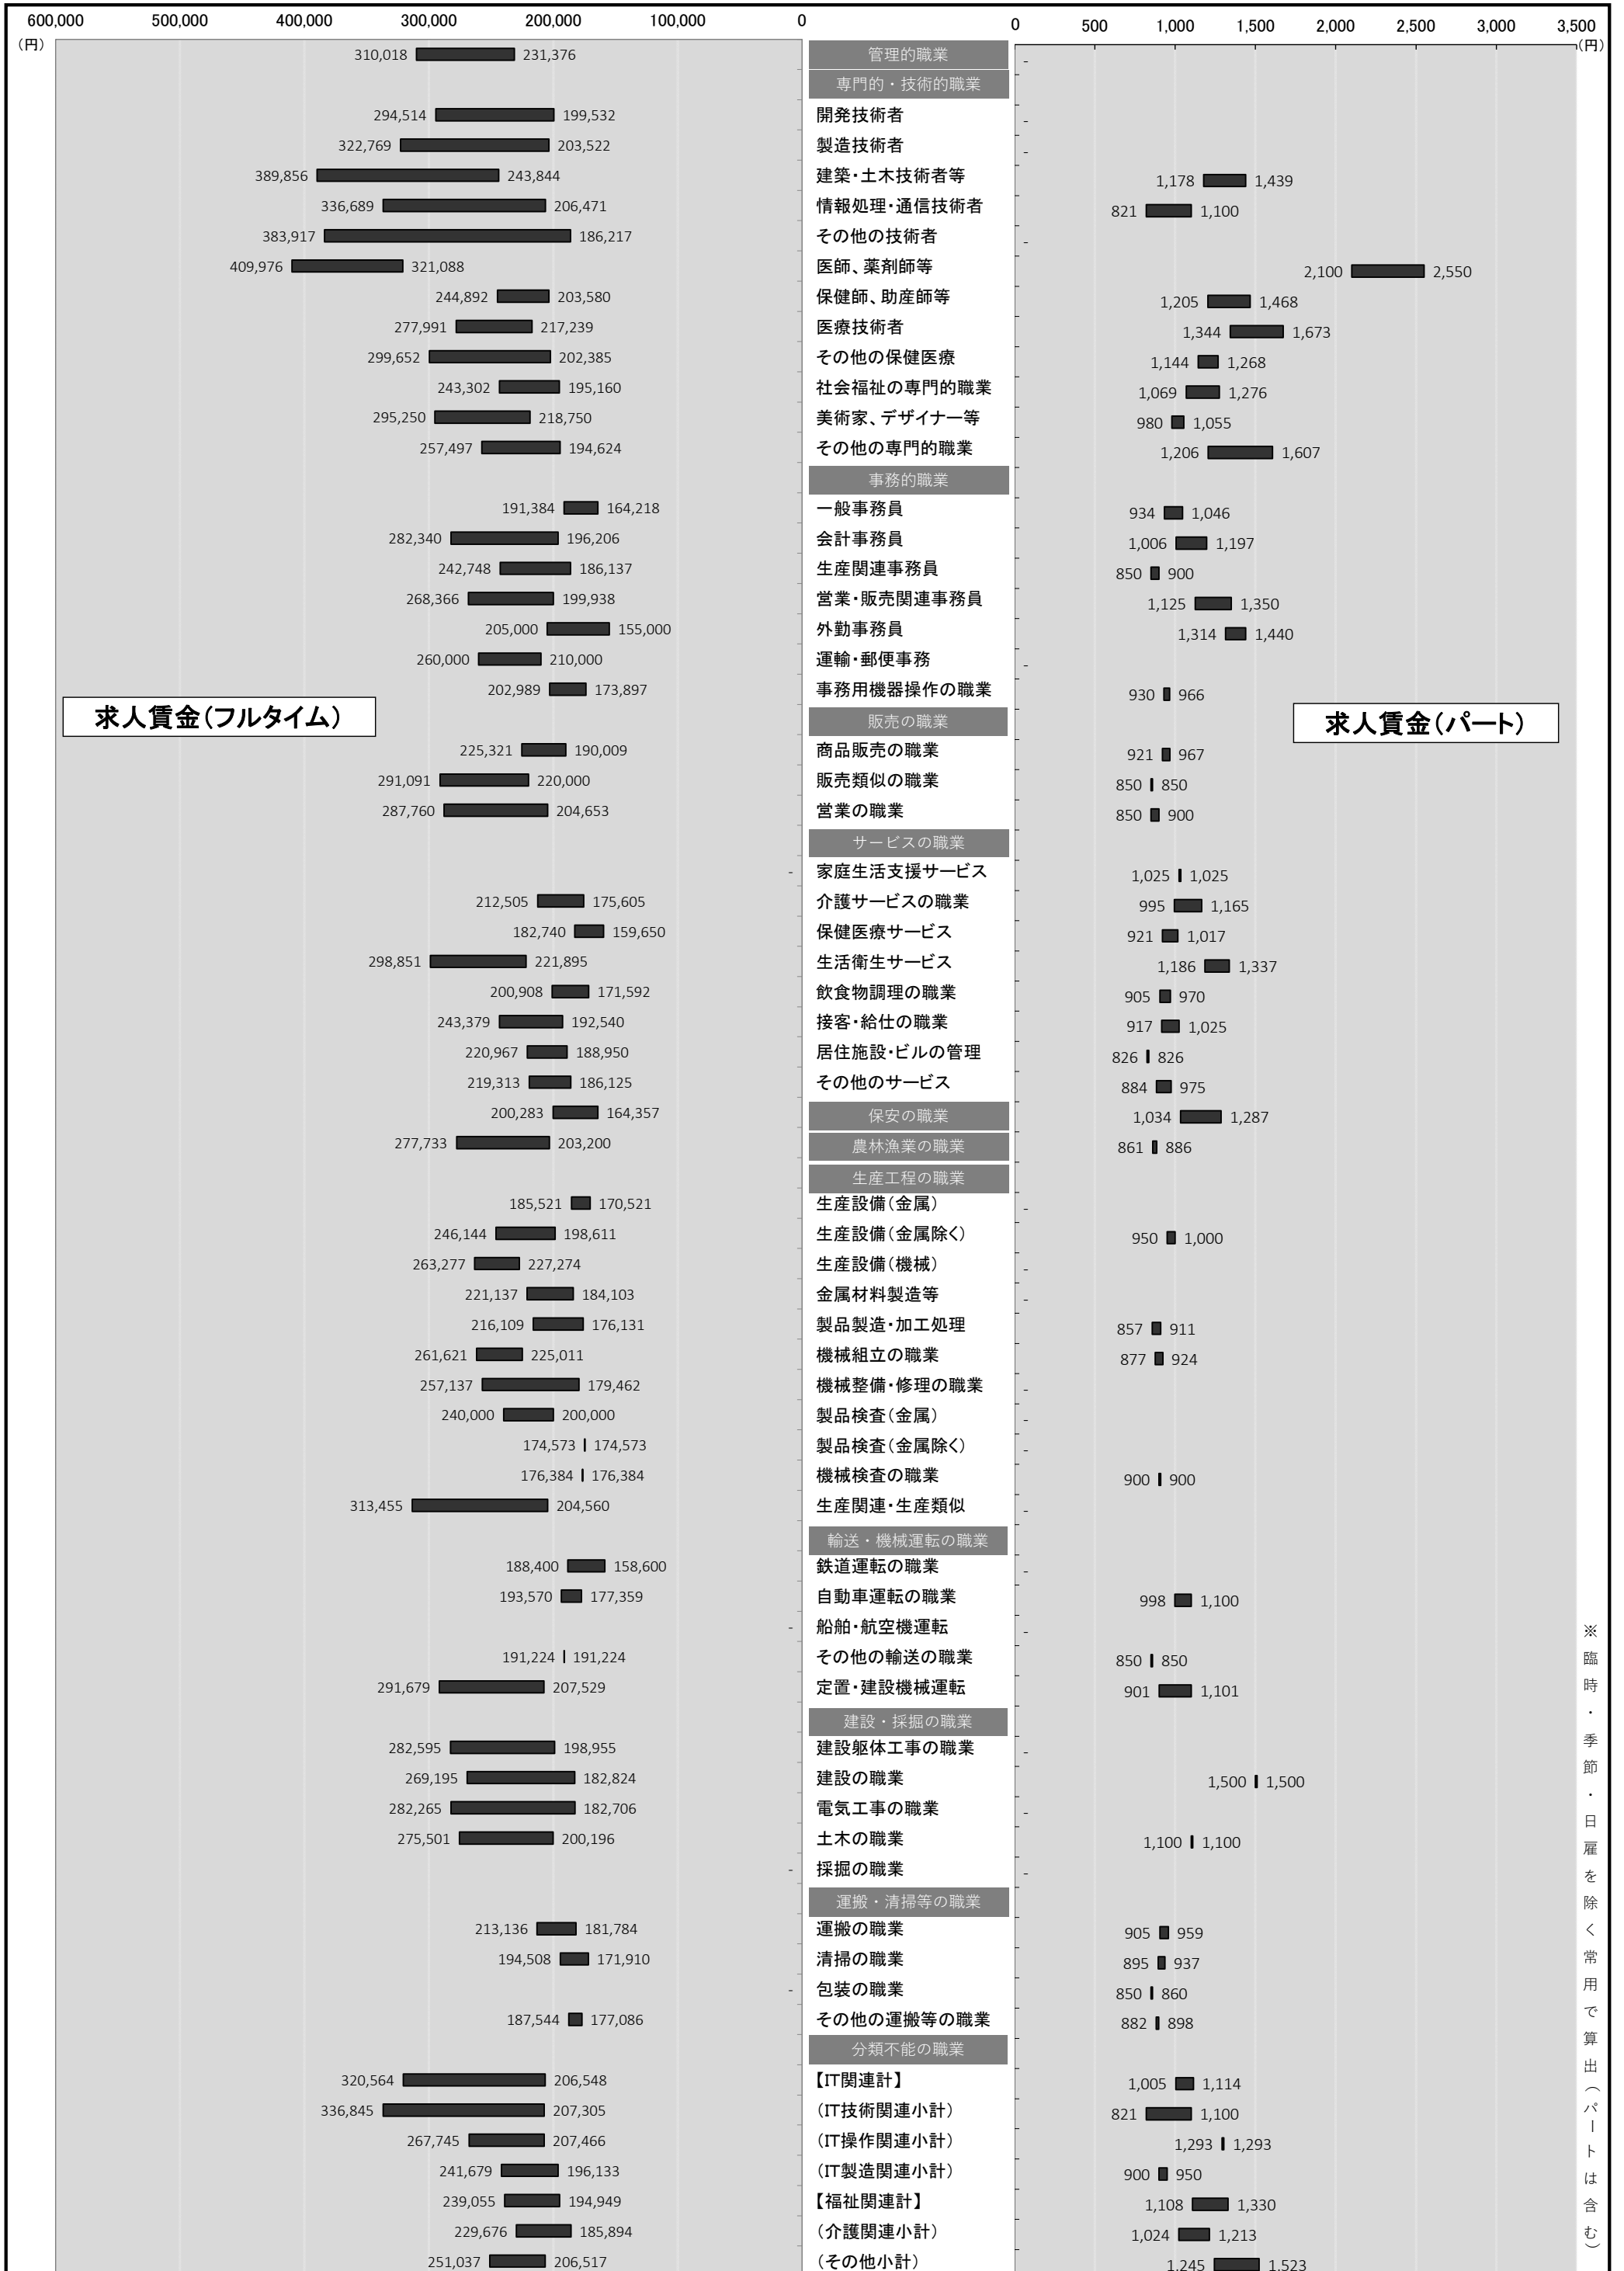 600,000 500,000 400,000 300,000 200,000 100,000 0 0 500 1,000 1,500 2,000 2,500 3,000 3,500
(円) (円)
求人賃金(フルタイム)
求人賃金(パート)
310,018 231,376 管理的職業 -
専門的・技術的職業
294,514 199,532 開発技術者 -
322,769 203,522 製造技術者 -
389,856 243,844 建築・土木技術者等 1,178 1,439
336,689 206,471 情報処理・通信技術者 821 1,100
383,917 186,217 その他の技術者 -
409,976 321,088 医師、薬剤師等 2,100 2,550
244,892 203,580 保健師、助産師等 1,205 1,468
277,991 217,239 医療技術者 1,344 1,673
299,652 202,385 その他の保健医療 1,144 1,268
243,302 195,160 社会福祉の専門的職業 1,069 1,276
295,250 218,750 美術家、デザイナー等 980 1,055
257,497 194,624 その他の専門的職業 1,206 1,607
事務的職業
191,384 164,218 一般事務員 934 1,046
282,340 196,206 会計事務員 1,006 1,197
242,748 186,137 生産関連事務員 850 900
268,366 199,938 営業・販売関連事務員 1,125 1,350
205,000 155,000 外勤事務員 1,314 1,440
260,000 210,000 運輸・郵便事務 -
202,989 173,897 事務用機器操作の職業 930 966
販売の職業
225,321 190,009 商品販売の職業 921 967
291,091 220,000 販売類似の職業 850 850
287,760 204,653 営業の職業 850 900
サービスの職業
- 家庭生活支援サービス 1,025 1,025
212,505 175,605 介護サービスの職業 995 1,165
182,740 159,650 保健医療サービス 921 1,017
298,851 221,895 生活衛生サービス 1,186 1,337
200,908 171,592 飲食物調理の職業 905 970
243,379 192,540 接客・給仕の職業 917 1,025
220,967 188,950 居住施設・ビルの管理 826 826
219,313 186,125 その他のサービス 884 975
200,283 164,357 保安の職業 1,034 1,287
277,733 203,200 農林漁業の職業 861 886
生産工程の職業
185,521 170,521 生産設備(金属) -
246,144 198,611 生産設備(金属除く) 950 1,000
263,277 227,274 生産設備(機械) -
221,137 184,103 金属材料製造等 -
216,109 176,131 製品製造・加工処理 857 911
261,621 225,011 機械組立の職業 877 924
257,137 179,462 機械整備・修理の職業 -
240,000 200,000 製品検査(金属) -
174,573 174,573 製品検査(金属除く) -
176,384 176,384 機械検査の職業 900 900
313,455 204,560 生産関連・生産類似 -
輸送・機械運転の職業
188,400 158,600 鉄道運転の職業 -
193,570 177,359 自動車運転の職業 998 1,100
- 船舶・航空機運転 -
191,224 191,224 その他の輸送の職業 850 850
291,679 207,529 定置・建設機械運転 901 1,101
建設・採掘の職業
282,595 198,955 建設躯体工事の職業 -
269,195 182,824 建設の職業 1,500 1,500
282,265 182,706 電気工事の職業 -
275,501 200,196 土木の職業 1,100 1,100
- 採掘の職業 -
運搬・清掃等の職業
213,136 181,784 運搬の職業 905 959
194,508 171,910 清掃の職業 895 937
- 包装の職業 850 860
187,544 177,086 その他の運搬等の職業 882 898
分類不能の職業
320,564 206,548 【IT関連計】 1,005 1,114
336,845 207,305 (IT技術関連小計) 821 1,100
267,745 207,466 (IT操作関連小計) 1,293 1,293
241,679 196,133 (IT製造関連小計) 900 950
239,055 194,949 【福祉関連計】 1,108 1,330
229,676 185,894 (介護関連小計) 1,024 1,213
251,037 206,517 (その他小計) 1,245 1,523
※臨時・季節・日雇を除く常用で算出(パートは含む)